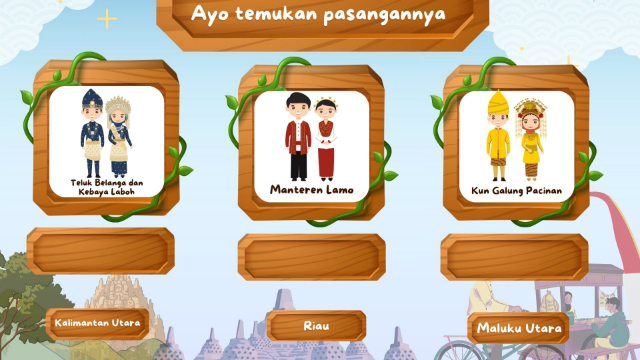 Ayo temukan pasangannya
Teluk Belanga dan
Kebaya Laboh
Manteren Lamo
Kun Galung Pacinan
Kalimantan Utara
Riau
Maluku Utara